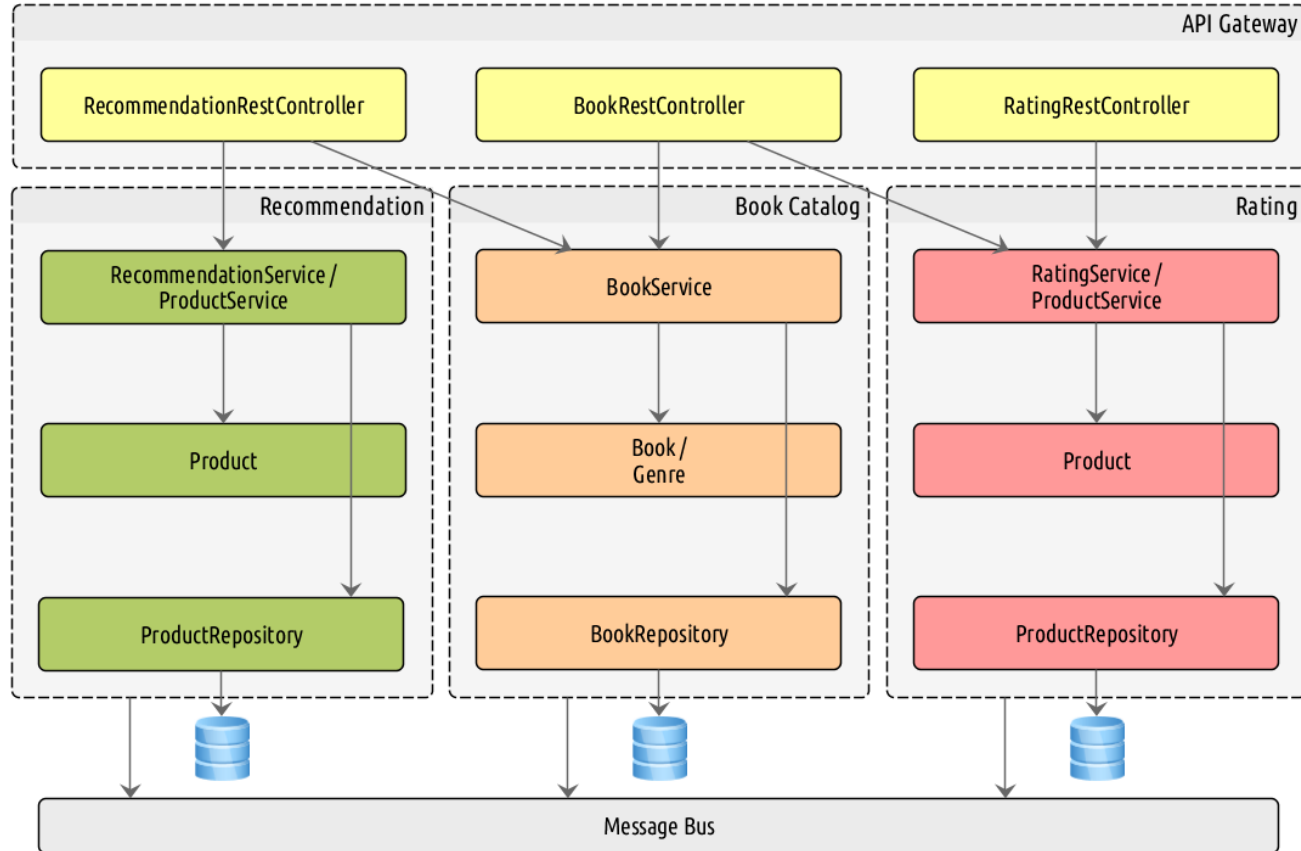 API Gateway
RecommendationRestController
BookRestController
RatingRestController
Recommendation
Book Catalog
Rating
RecommendationService /
ProductService
BookService
RatingService /
ProductService
Product
Book /
Genre
Product
ProductRepository
BookRepository
ProductRepository
Message Bus